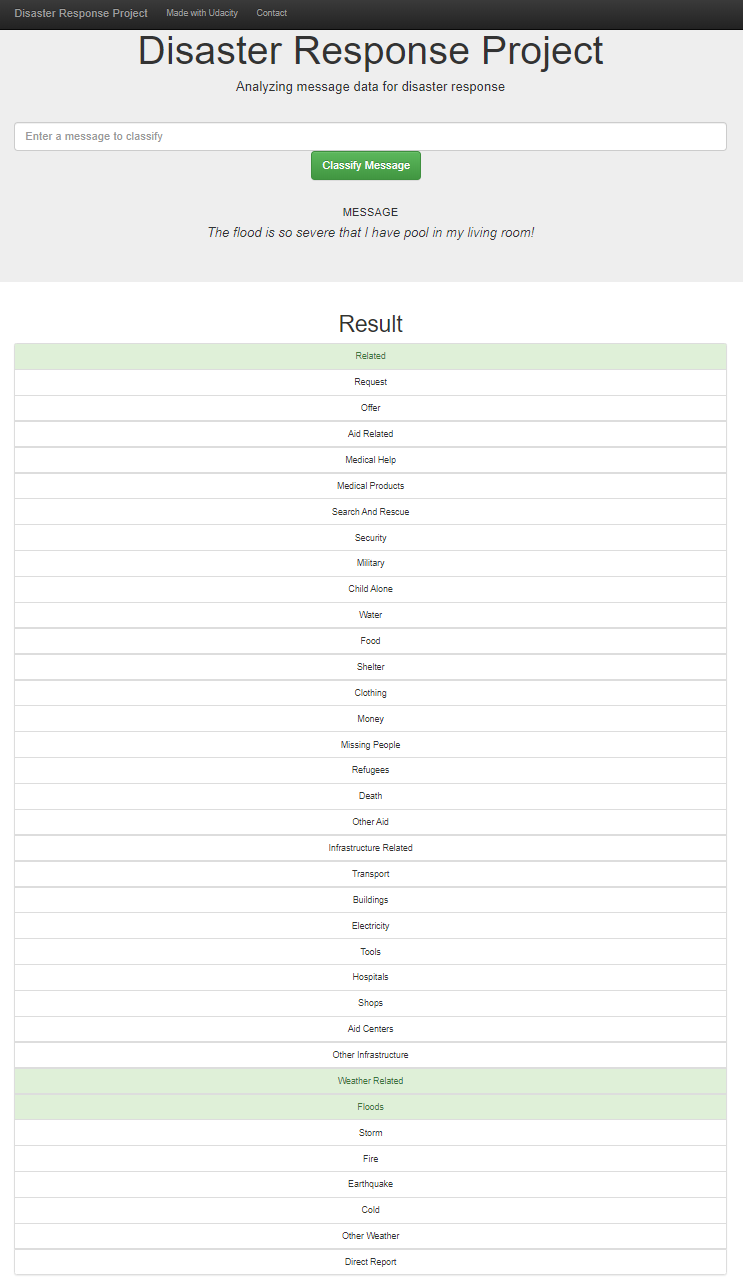 Disaster Response Project Made with Udacity Contact
Disaster Response Project
Analyzing message data for disaster response
Enter a message to classify
Classify Message
MESSAGE
The flood is so severe that I have pool in my living room!
Result
Related
Request
Offer
Aid Related
Medical Help
Medical Products
Search And Rescue
Security
Military
Child Alone
Water
Food
Shelter
Clothing
Money
Missing People
Refugees
Death
Other Aid
Infrastructure Related
Transport
Buildings
Electricity
Tools
Hospitals
Shops
Aid Centers
Other Infrastructure
Weather Related
Floods
Storm
Fire
Earthquake
Cold
Other Weather
Direct Report